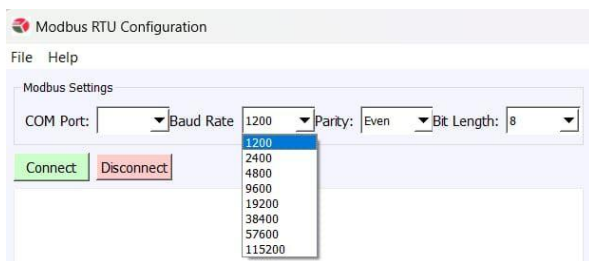 Modbus RTU Configuration
File Help
Modbus Settings
COM Port: Baud Rate 1200 Parity: Even Bit Length: 8
Connect Disconnect
1200
2400
4800
9600
19200
38400
57600
115200